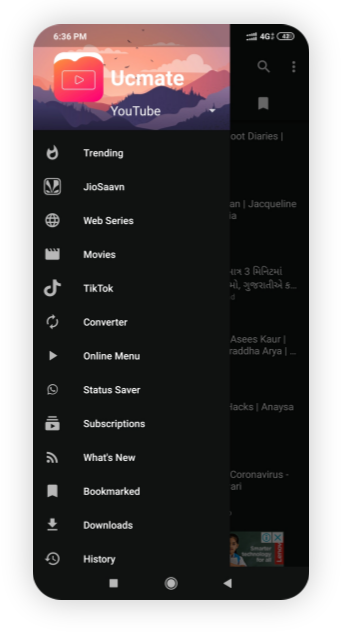 6:36 PM
4G
42
Ucmate
YouTube
Trending
JioSaavn
Web Series
Movies
TikTok
Converter
Online Menu
Status Saver
Subscriptions
What's New
Bookmarked
Downloads
History
oot Diaries |
an | Jacqueline
ia
માત્ર 3 મિનિટમાં
મો, ગુજરાતીએ ક...
Asees Kaur |
raddha Arya | ...
Hacks | Anaysa
Coronavirus -
ari
Smarter
technology
for all
Lenovo